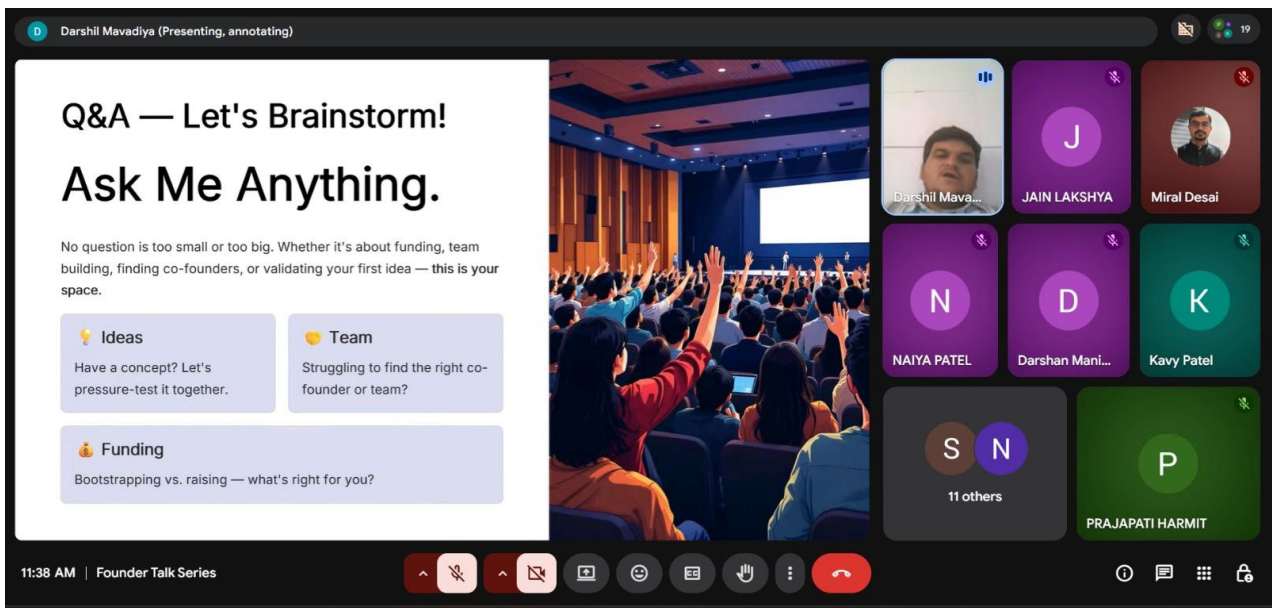 D
Darshil Mavadiya (Presenting, annotating)
19
Q&A — Let's Brainstorm!
Ask Me Anything.
No question is too small or too big. Whether it's about funding, team
building, finding co-founders, or validating your first idea — this is your
space.
💡 Ideas
Have a concept? Let's
pressure-test it together.
🤝 Team
Struggling to find the right co-
founder or team?
💰 Funding
Bootstrapping vs. raising — what's right for you?
Darshil Mava...
J
JAIN LAKSHYA
Miral Desai
N
NAIYA PATEL
D
Darshan Mani...
K
Kavy Patel
S N
11 others
P
PRAJAPATI HARMIT
11:38 AM | Founder Talk Series
CC